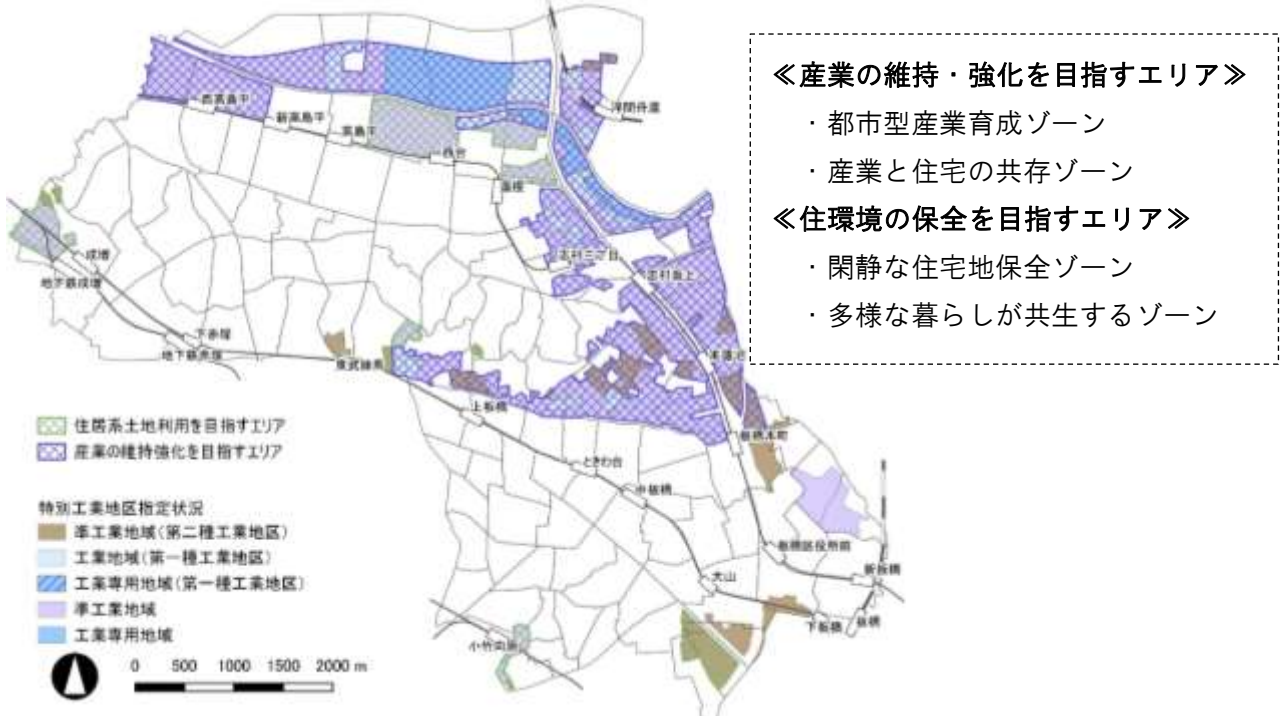 ≪産業の維持・強化を目指すエリア≫
・都市型産業育成ゾーン
・産業と住宅の共存ゾーン
≪住環境の保全を目指すエリア≫
・閑静な住宅地保全ゾーン
・多様な暮らしが共生するゾーン
西高島平
新高島平
高島平
西台
蓮根
浮間舟渡
志村三丁目
志村坂上
成増
地下鉄成増
下赤塚
地下鉄赤塚
東武練馬
上板橋
板橋本町
ときわ台
中板橋
板橋区役所前
新板橋
大山
下板橋
板橋
小竹向原
住居系土地利用を目指すエリア
産業の維持強化を目指すエリア
特別工業地区指定状況
準工業地域(第二種工業地区)
工業地域(第一種工業地区)
工業専用地域(第一種工業地区)
準工業地域
工業専用地域
0 500 1000 1500 2000 m